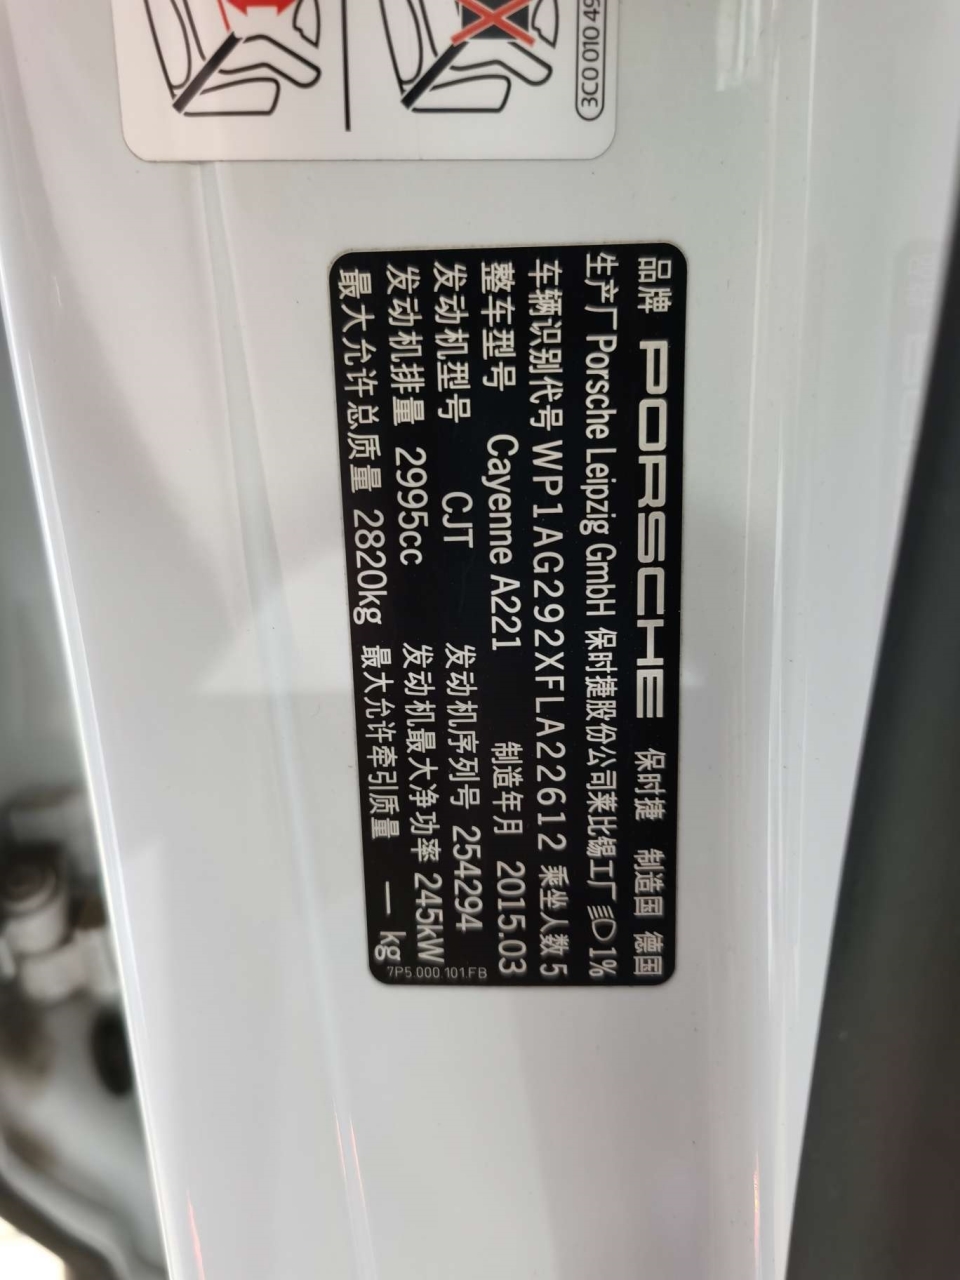 3C0 010 45
品牌 PORSCHE 保时捷 制造国 德国
生产厂 Porsche Leipzig GmbH 保时捷股份公司莱比锡工厂 1%
车辆识别代号 WP1AG292XFLA22612 乘坐人数 5
整车型号 Cayenne A221 制造年月 2015.03
发动机型号 CJT 发动机序列号 254294
发动机排量 2995cc 发动机最大净功率 245kW
最大允许总质量 2820kg 最大允许牵引质量 — kg
7P5.000.101.FB